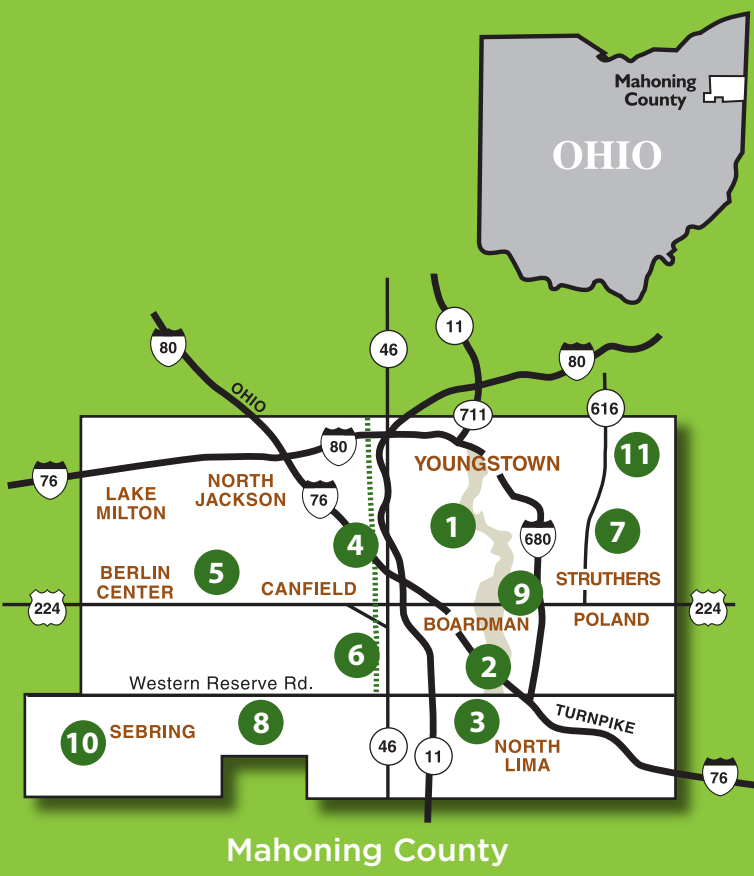 Mahoning
County
OHIO
11
46
80
80
OHIO
711
616
80
YOUNGSTOWN
11
76
NORTH
JACKSON
76
LAKE
MILTON
1
7
680
4
5
BERLIN
CENTER
CANFIELD
STRUTHERS
9
224
224
BOARDMAN
POLAND
6
2
Western Reserve Rd.
8
3
TURNPIKE
10
SEBRING
46
11
NORTH
LIMA
76
Mahoning County